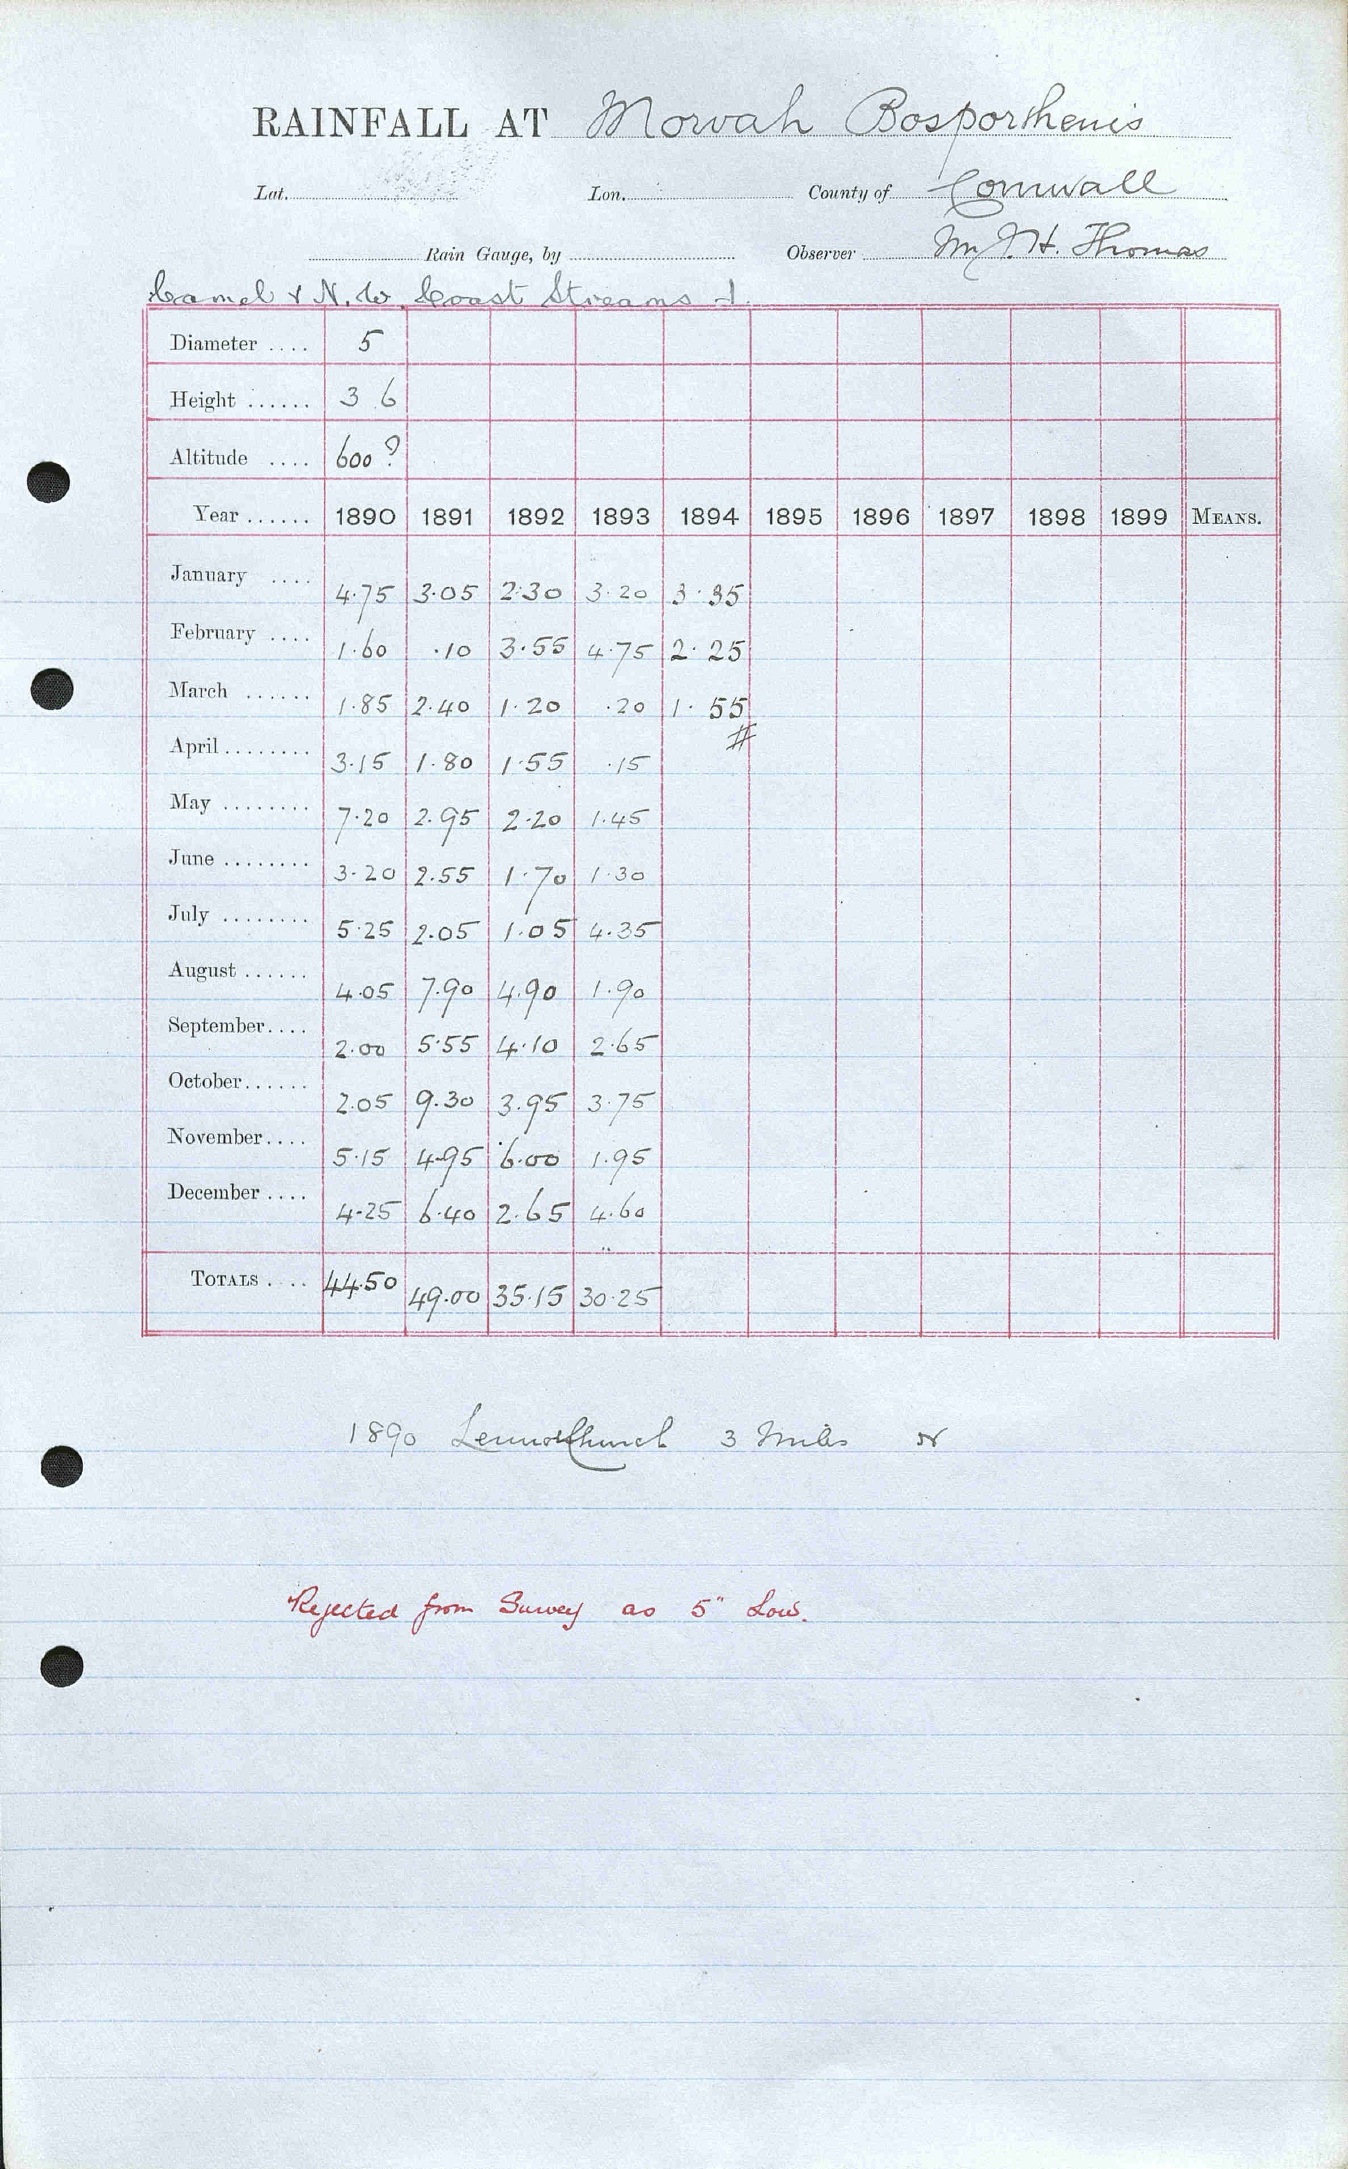 RAINFALL AT Morvah Bosporthenis
Lat. Lon. County of Cornwall
Rain Gauge, by Observer Mr J. H. Thomas
Camel & N.W. Coast Streams
Diameter .... 5
Height ...... 3 6
Altitude .... 600 ?
Year ...... 1890 1891 1892 1893 1894 1895 1896 1897 1898 1899 MEANS.
January .... 4.75 3.05 2.30 3.20 3.35
February .... 1.60 .10 3.55 4.75 2.25
March ...... 1.85 2.40 1.20 .20 1.55
#
April ........ 3.15 1.80 1.55 .15
May ........ 7.20 2.95 2.20 1.45
June ........ 3.20 2.55 1.70 1.30
July ........ 5.25 2.05 1.05 4.35
August ...... 4.05 7.90 4.90 1.90
September.... 2.00 5.55 4.10 2.65
October...... 2.05 9.30 3.95 3.75
November.... 5.15 4.95 6.00 1.95
December .... 4.25 6.40 2.65 4.60
TOTALS .... 44.50 49.00 35.15 30.25
1890 3 Miles
Rejected from Survey as 5" Low.